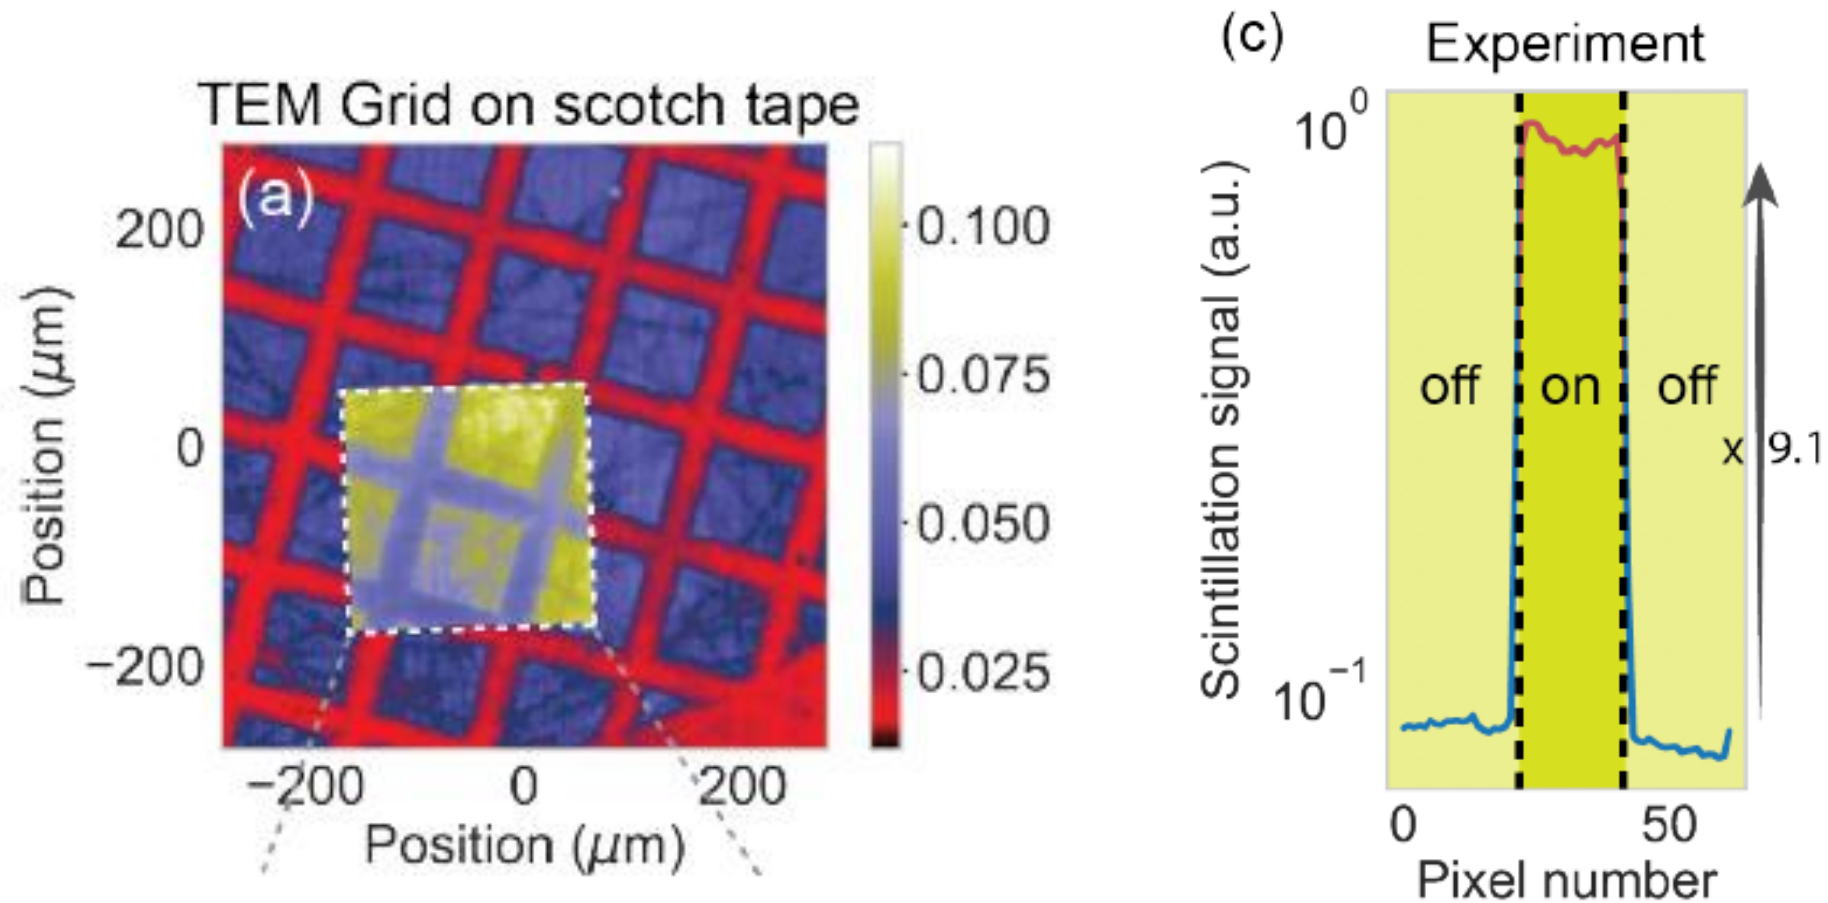 TEM Grid on scotch tape
(a)
Position (μm)
200
0
−200
−200 0 200
Position (μm)
0.100
0.075
0.050
0.025
(c)
Experiment
Scintillation signal (a.u.)
10^0
10^−1
off on off
x 9.1
0 50
Pixel number